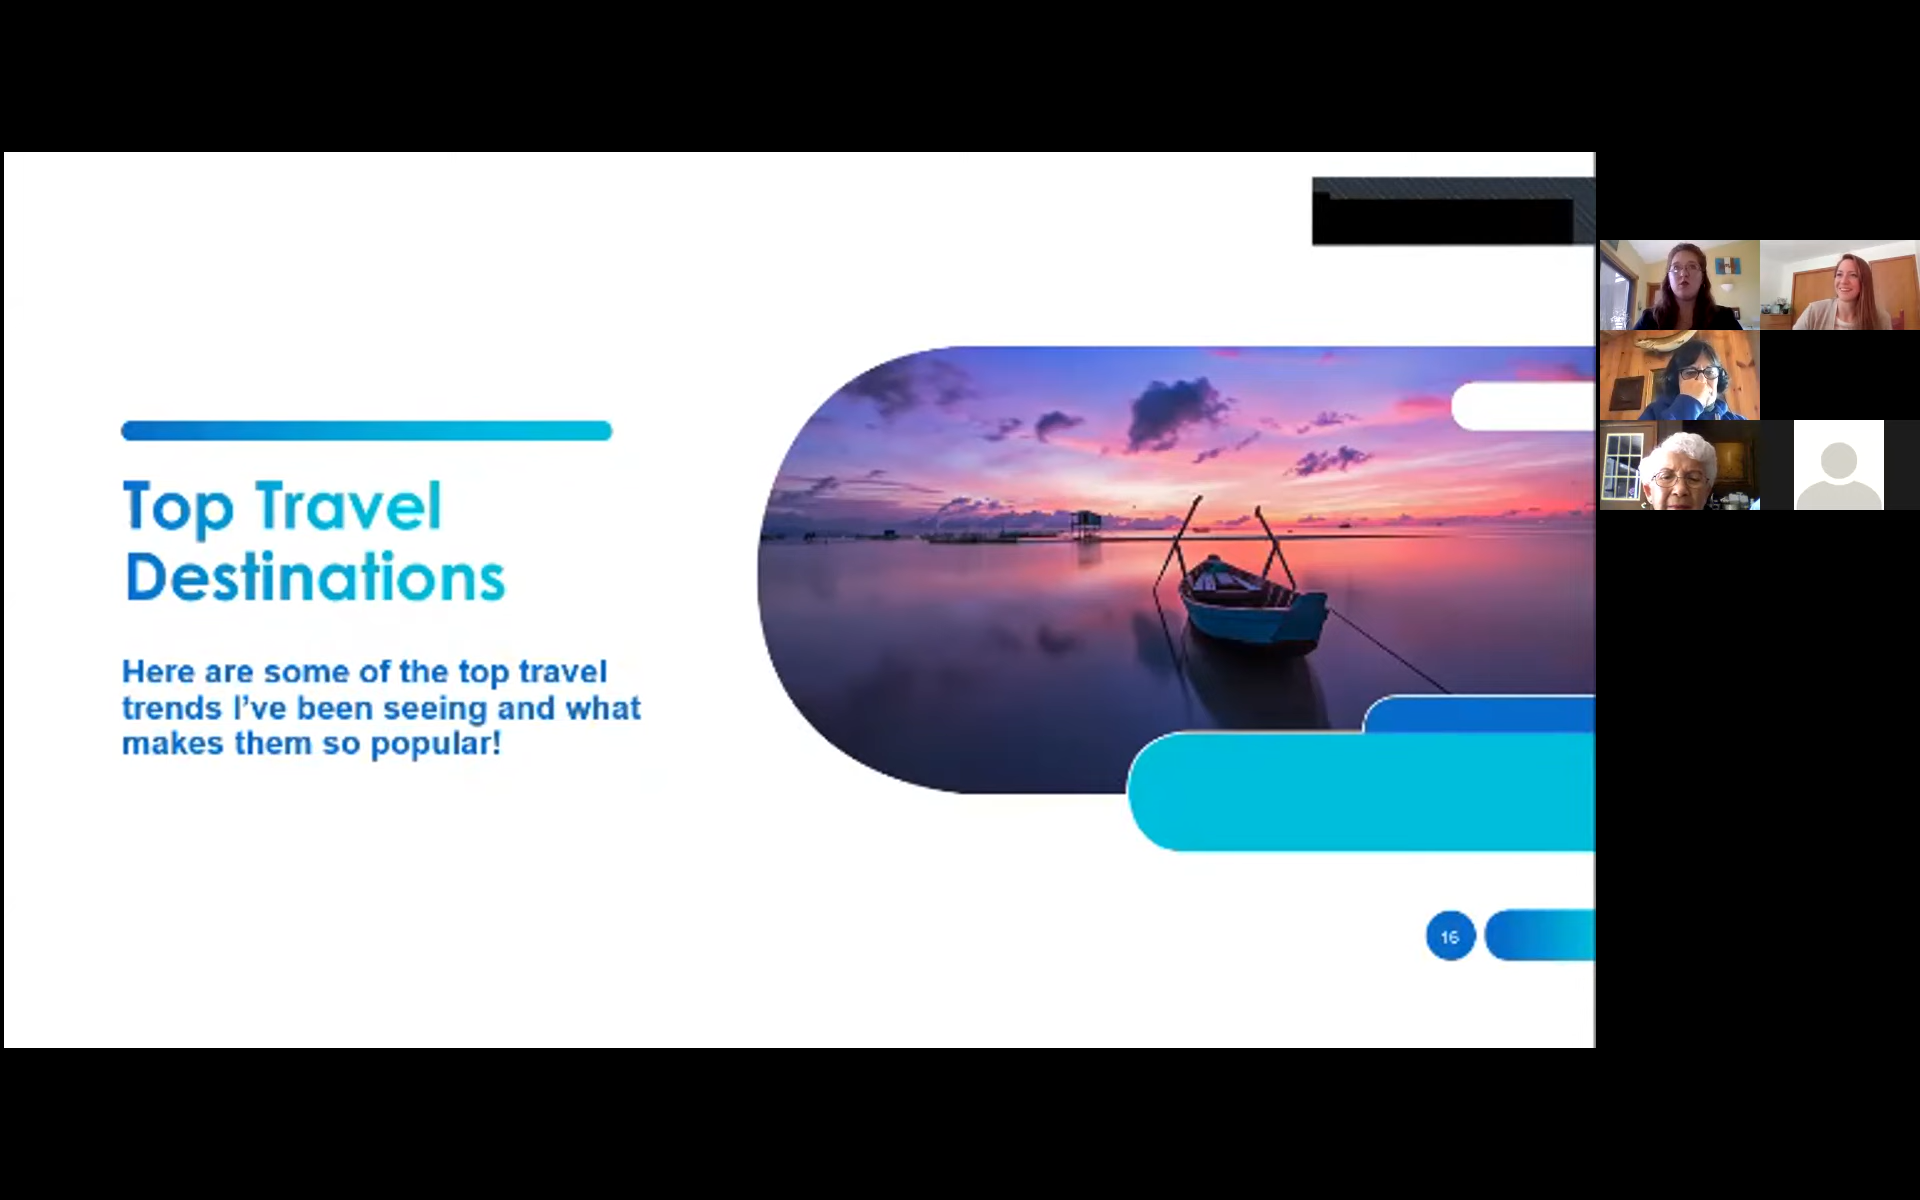 Top Travel
Destinations
Here are some of the top travel
trends I've been seeing and what
makes them so popular!
16